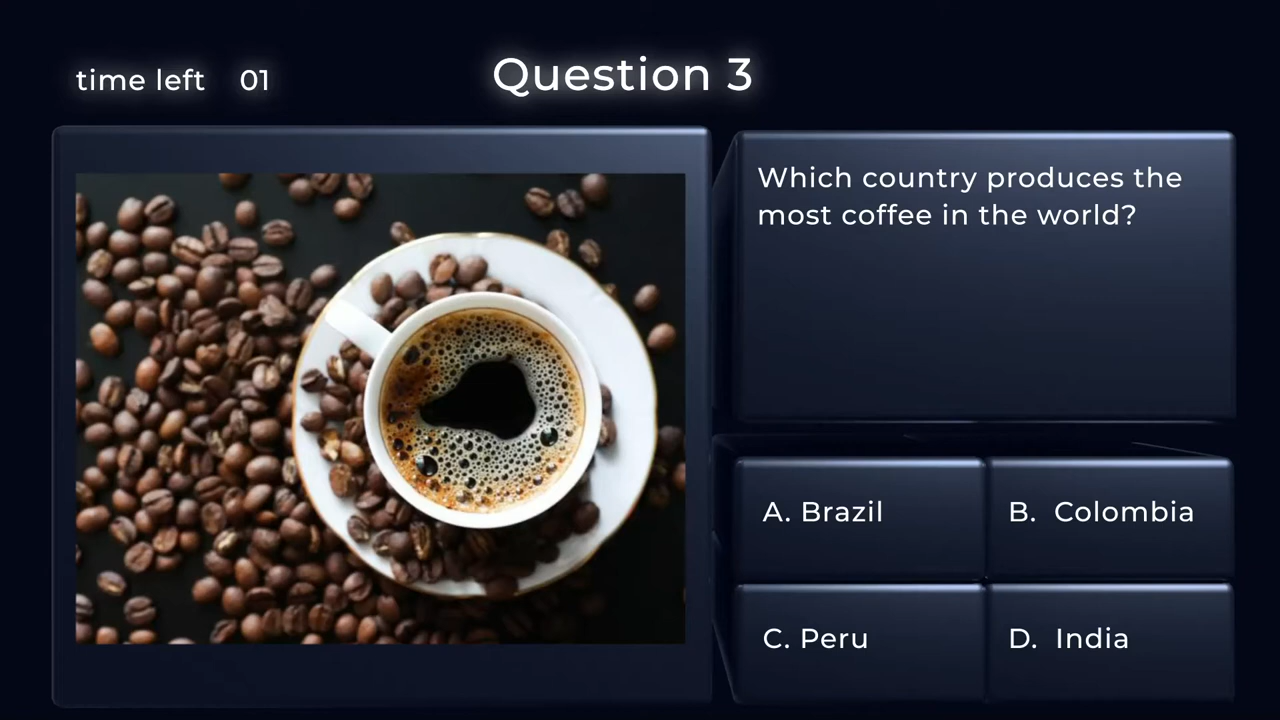 time left 01
Question 3
Which country produces the
most coffee in the world?
A. Brazil
B. Colombia
C. Peru
D. India